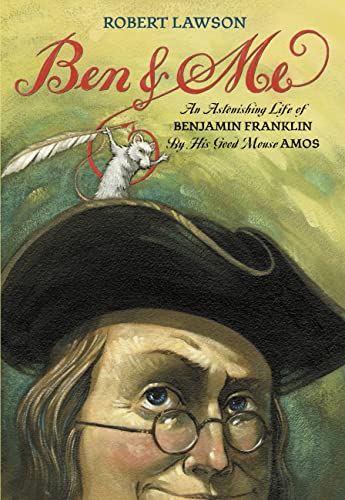 ROBERT LAWSON
Ben & Me
An Astonishing Life of
BENJAMIN FRANKLIN
By His Good Mouse AMOS